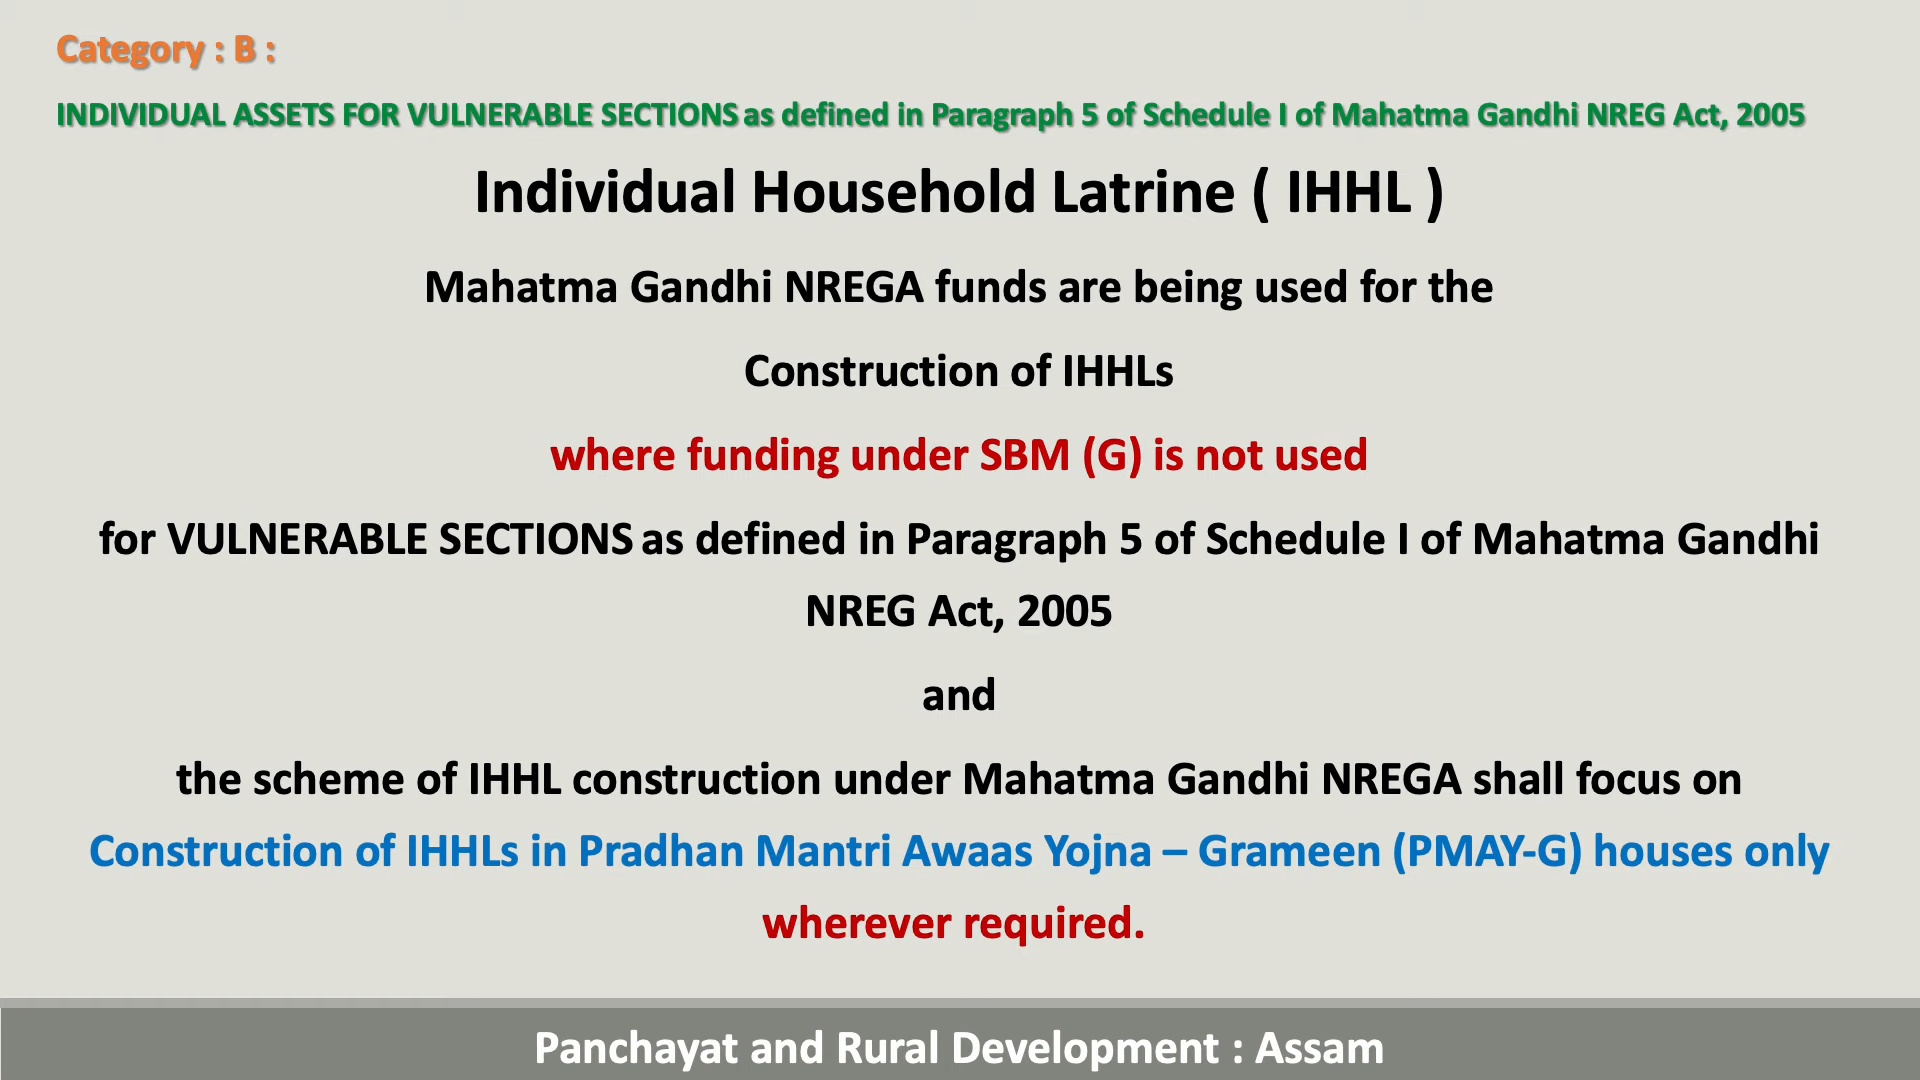 Category : B :
INDIVIDUAL ASSETS FOR VULNERABLE SECTIONS as defined in Paragraph 5 of Schedule I of Mahatma Gandhi NREG Act, 2005
Individual Household Latrine ( IHHL )
Mahatma Gandhi NREGA funds are being used for the
Construction of IHHLs
where funding under SBM (G) is not used
for VULNERABLE SECTIONS as defined in Paragraph 5 of Schedule I of Mahatma Gandhi
NREG Act, 2005
and
the scheme of IHHL construction under Mahatma Gandhi NREGA shall focus on
Construction of IHHLs in Pradhan Mantri Awaas Yojna – Grameen (PMAY-G) houses only
wherever required.
Panchayat and Rural Development : Assam